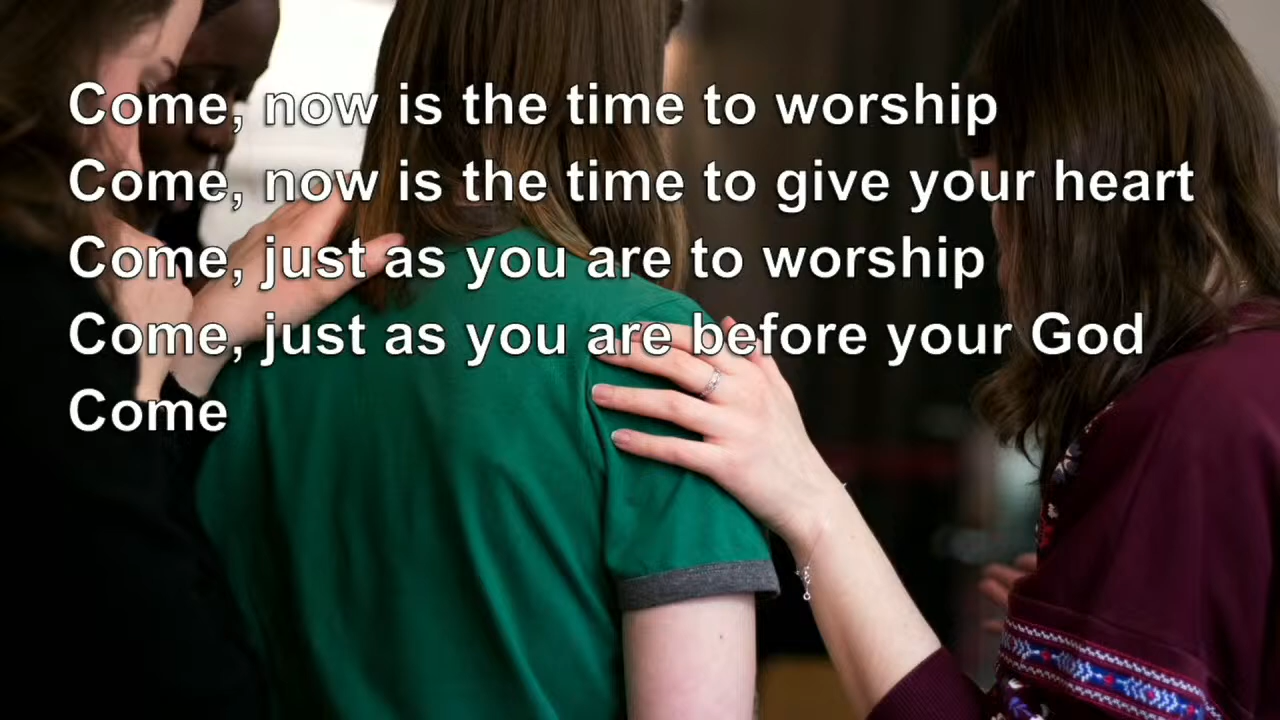 Come, now is the time to worship
Come, now is the time to give your heart
Come, just as you are to worship
Come, just as you are before your God
Come